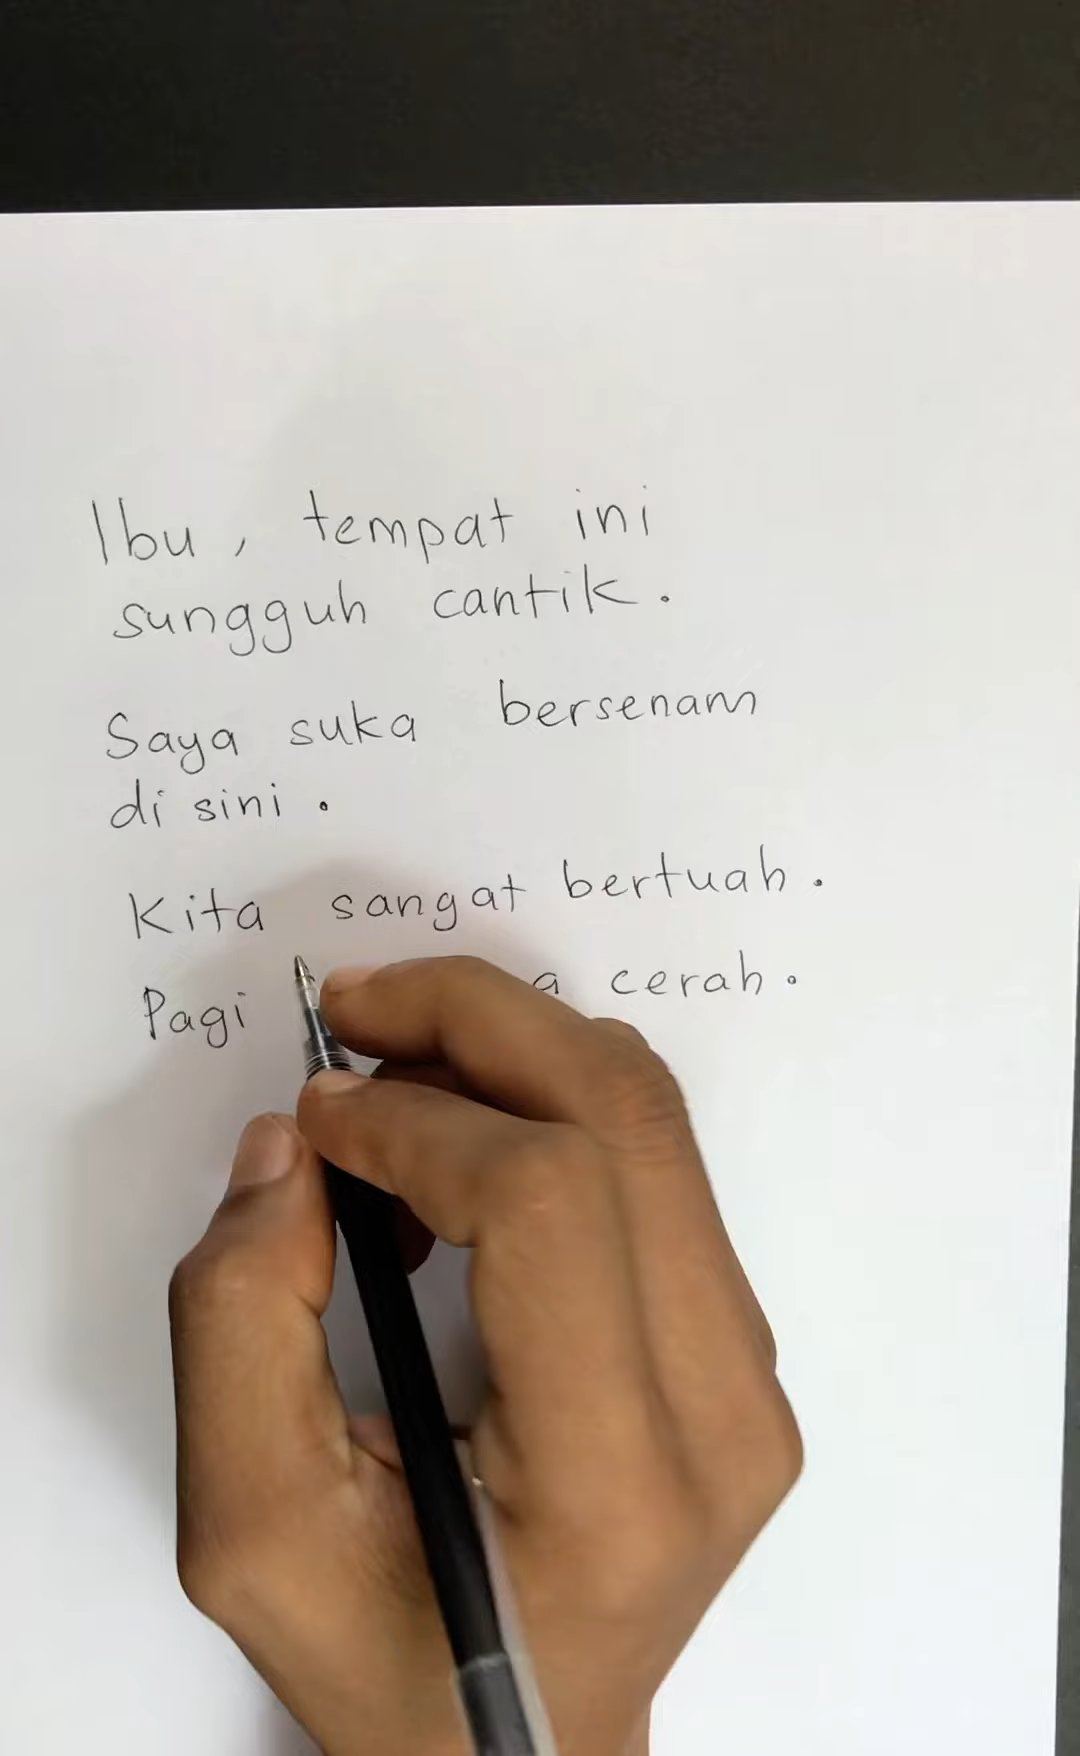 Ibu, tempat ini
sungguh cantik.
Saya suka bersenam
di sini.
Kita sangat bertuah.
Pagi cerah.